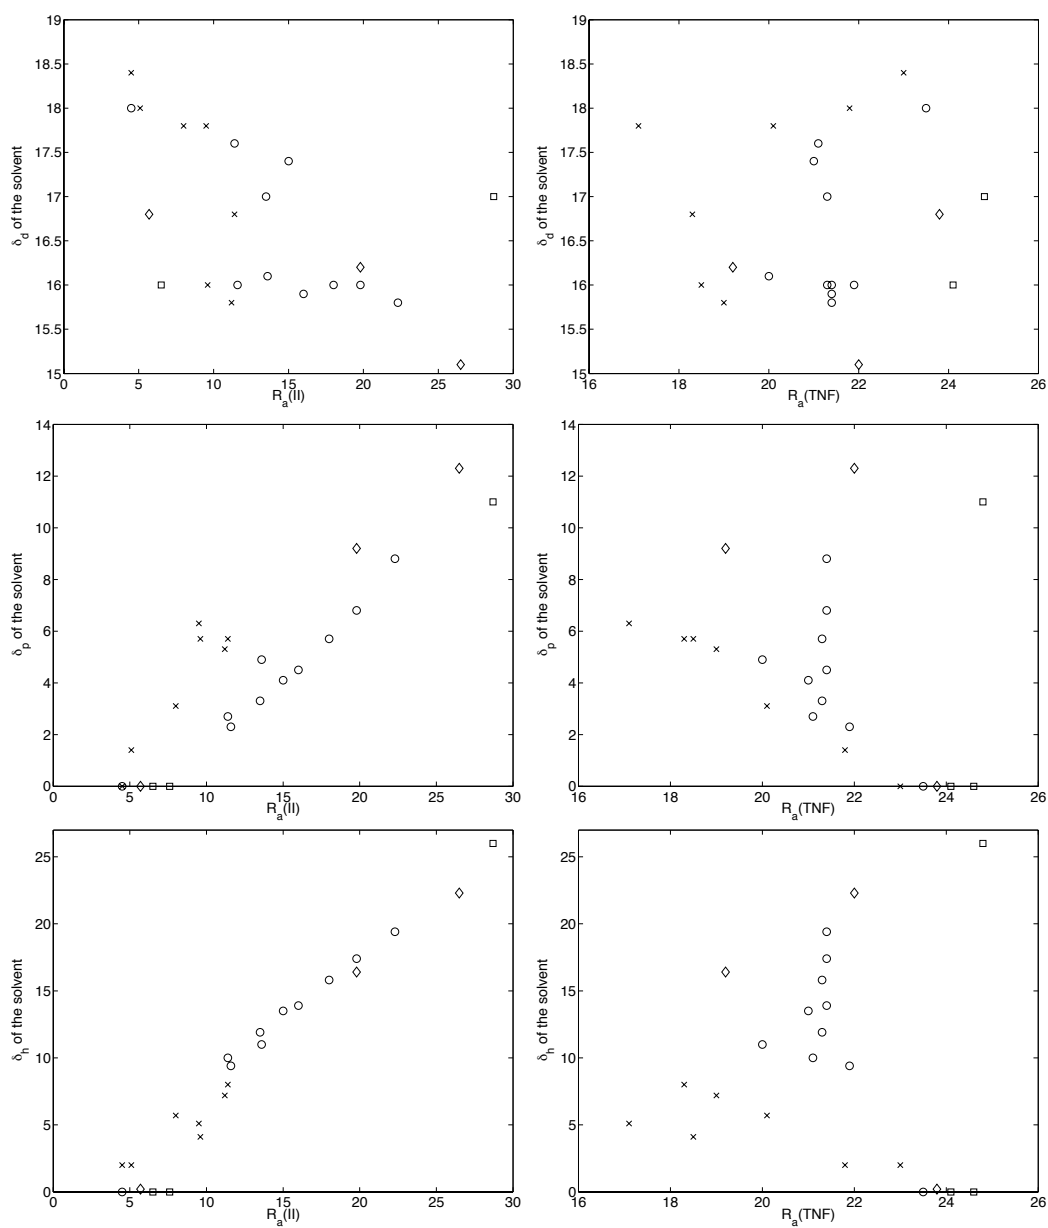 19
18.5
18
17.5
17
16.5
16
15.5
15
0 5 10 15 20 25 30
δd of the solvent
Ra(II)
19
18.5
18
17.5
17
16.5
16
15.5
15
16 18 20 22 24 26
δd of the solvent
Ra(TNF)
14
12
10
8
6
4
2
0
0 5 10 15 20 25 30
δp of the solvent
Ra(II)
14
12
10
8
6
4
2
0
16 18 20 22 24 26
δp of the solvent
Ra(TNF)
25
20
15
10
5
0
0 5 10 15 20 25 30
δh of the solvent
Ra(II)
25
20
15
10
5
0
16 18 20 22 24 26
δh of the solvent
Ra(TNF)